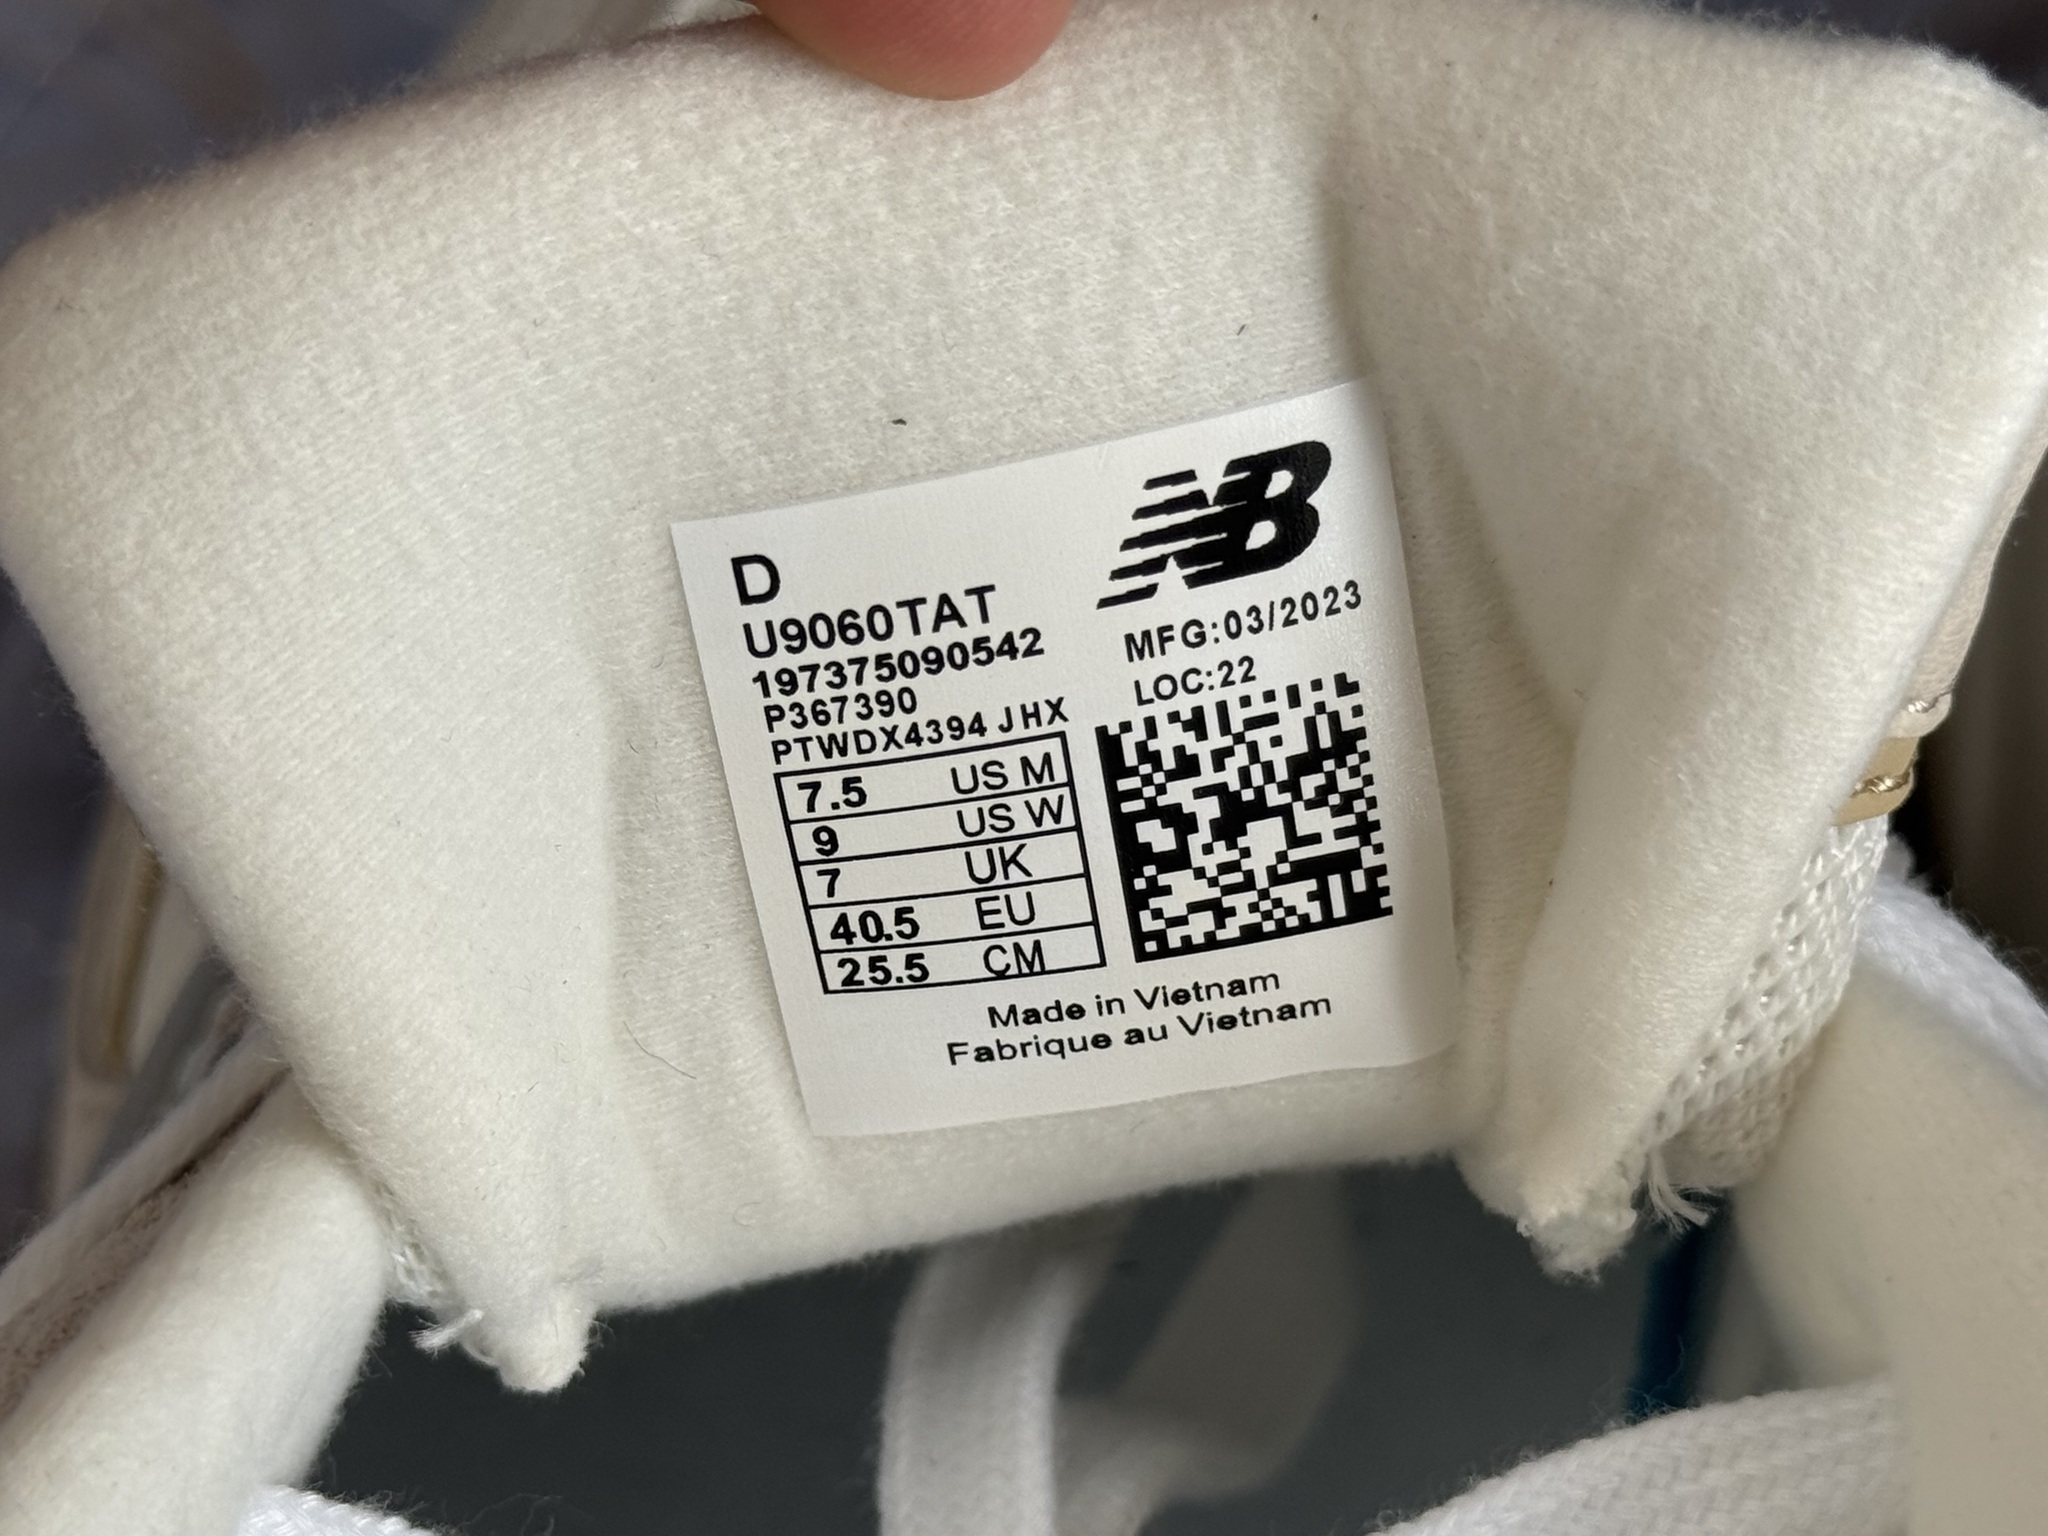 NB
D
U9060TAT
197375090542
P367390
PTWDX4394 JHX
MFG:03/2023
LOC:22
7.5 US M
9 US W
7 UK
40.5 EU
25.5 CM
Made in Vietnam
Fabrique au Vietnam